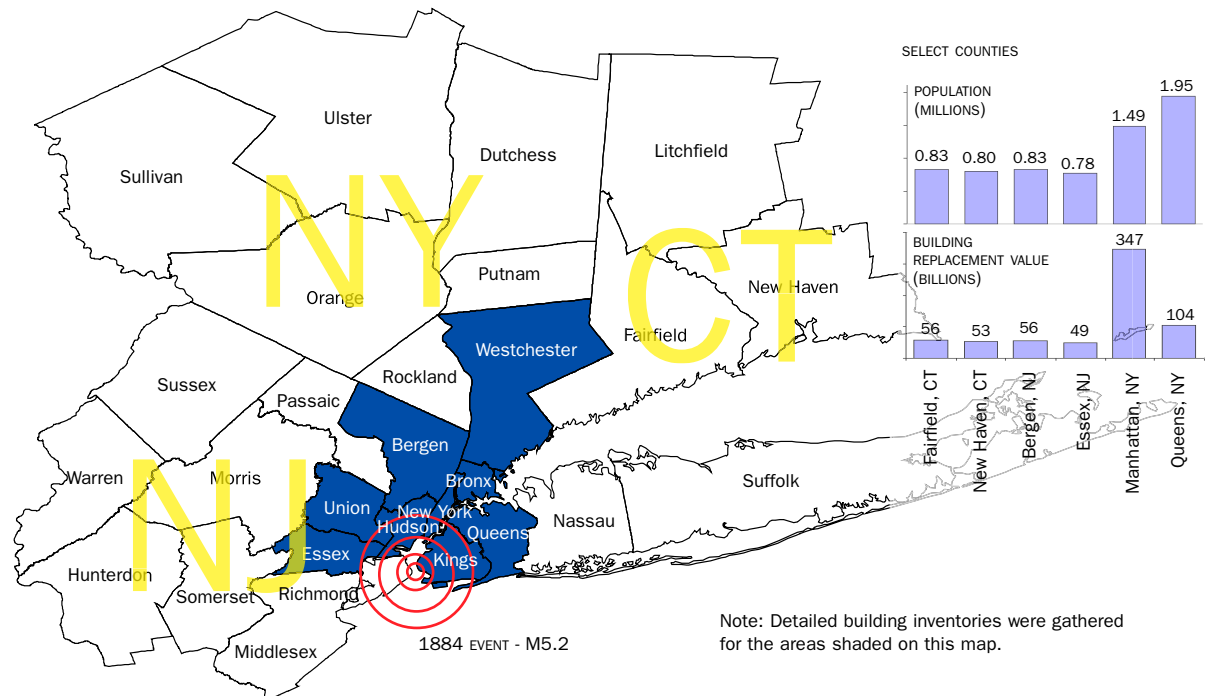 SELECT COUNTIES
POPULATION
(MILLIONS)
1.95
1.49
0.83
0.80
0.83
0.78
BUILDING
REPLACEMENT VALUE
(BILLIONS)
347
56
53
56
49
104
Fairfield, CT
New Haven, CT
Bergen, NJ
Essex, NJ
Manhattan, NY
Queens, NY
NY
CT
NJ
Ulster
Dutchess
Litchfield
Sullivan
Putnam
Orange
New Haven
Fairfield
Westchester
Rockland
Sussex
Passaic
Bergen
Warren
Morris
Bronx
Suffolk
Union
New York
Nassau
Hudson
Queens
Essex
Kings
Hunterdon
Somerset
Richmond
Middlesex
1884 EVENT - M5.2
Note: Detailed building inventories were gathered
for the areas shaded on this map.